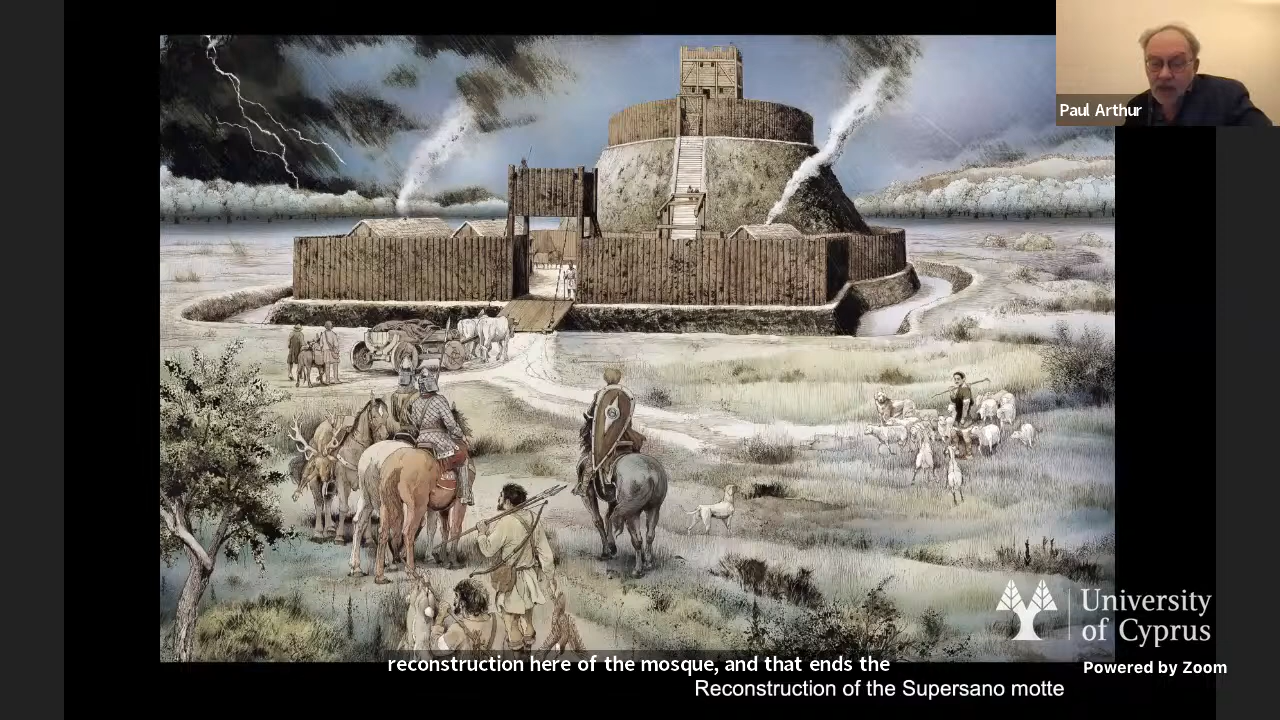 Paul Arthur
University
of Cyprus
reconstruction here of the mosque, and that ends the
Powered by Zoom
Reconstruction of the Supersano motte